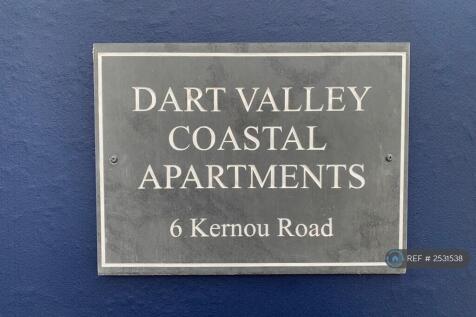 DART VALLEY
COASTAL
APARTMENTS
6 Kernou Road
REF # 2531538